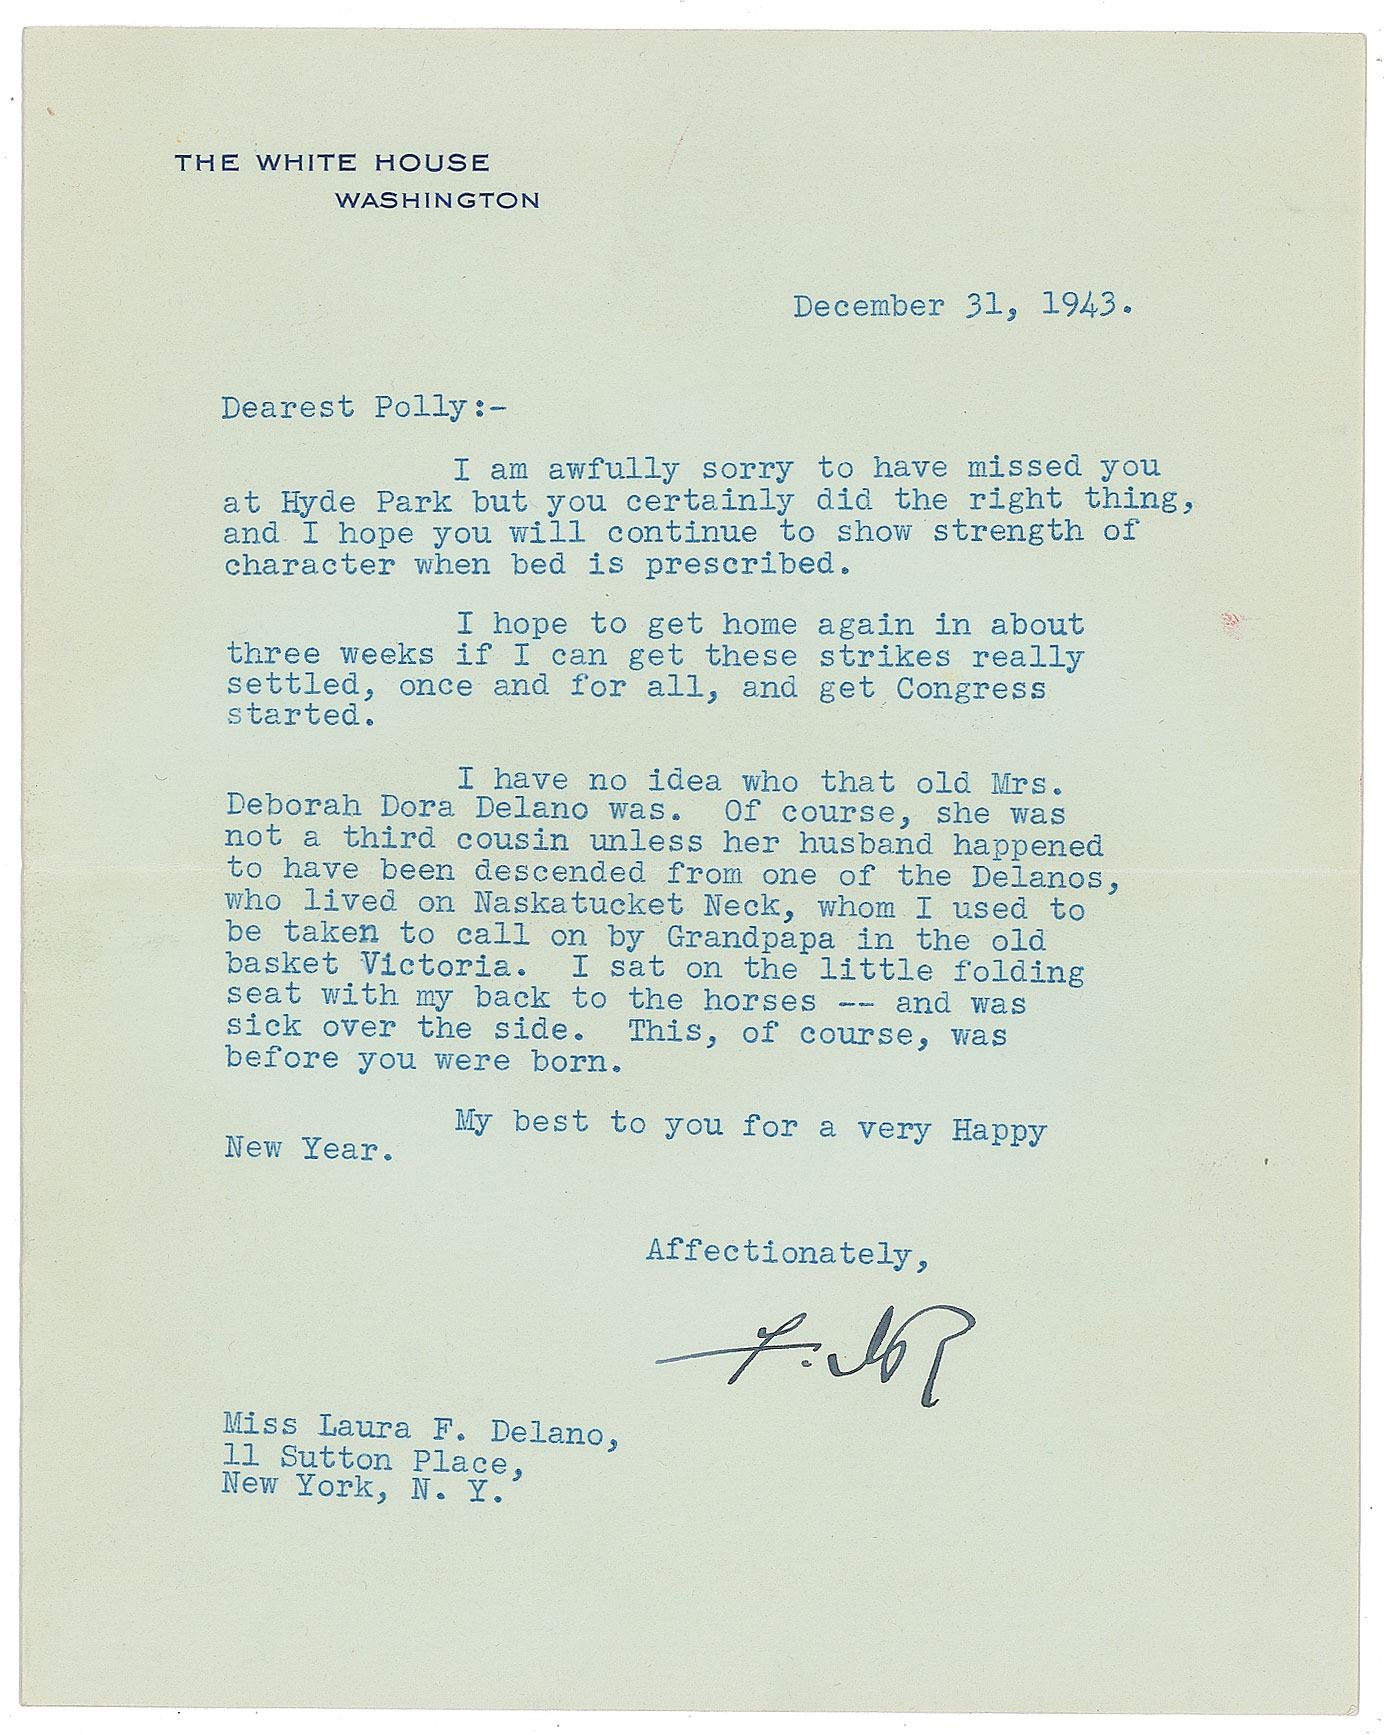 THE WHITE HOUSE
WASHINGTON
December 31, 1943.
Dearest Polly:-
I am awfully sorry to have missed you
at Hyde Park but you certainly did the right thing,
and I hope you will continue to show strength of
character when bed is prescribed.
I hope to get home again in about
three weeks if I can get these strikes really
settled, once and for all, and get Congress
started.
I have no idea who that old Mrs.
Deborah Dora Delano was.  Of course, she was
not a third cousin unless her husband happened
to have been descended from one of the Delanos,
who lived on Naskatucket Neck, whom I used to
be taken to call on by Grandpapa in the old
basket Victoria.  I sat on the little folding
seat with my back to the horses -- and was
sick over the side.  This, of course, was
before you were born.
My best to you for a very Happy
New Year.
Affectionately,
F.DR
Miss Laura F. Delano,
11 Sutton Place,
New York, N. Y.